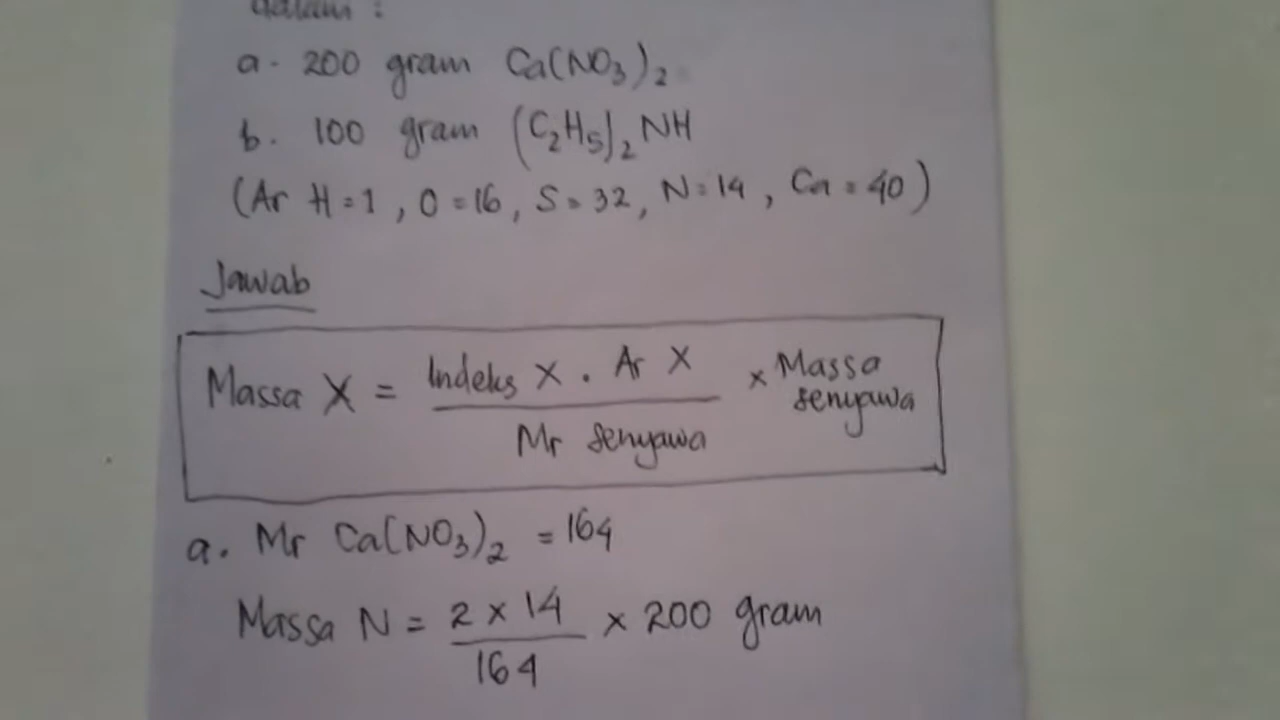 dalam :
a. 200 gram Ca(NO₃)₂
b. 100 gram (C₂H₅)₂NH
(Ar H = 1, O = 16, S = 32, N = 14, Ca = 40)
Jawab
Massa X = Indeks X . Ar X / Mr senyawa × Massa senyawa
a. Mr Ca(NO₃)₂ = 164
Massa N = 2 × 14 / 164 × 200 gram